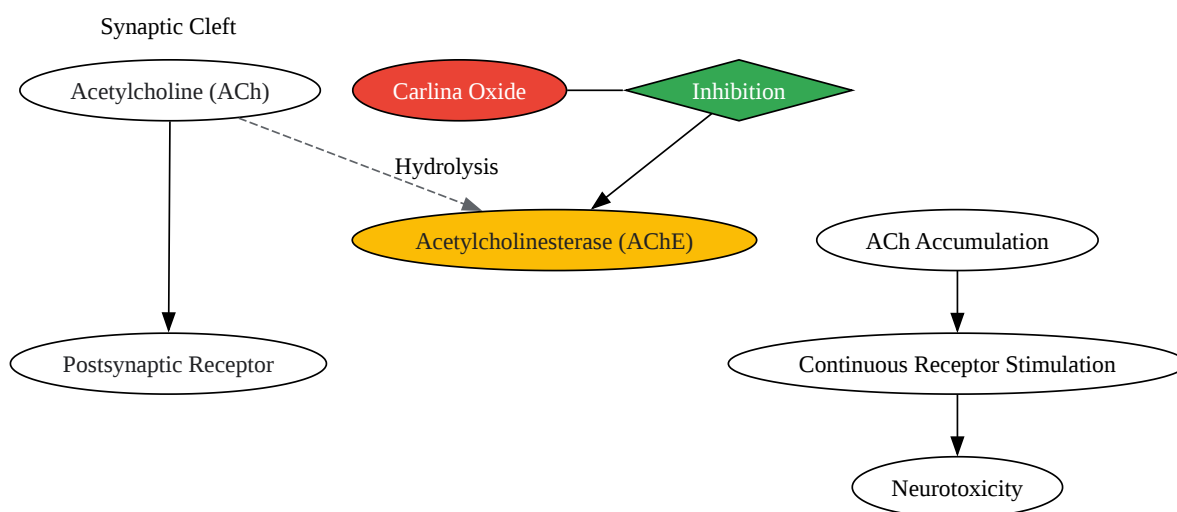 Synaptic Cleft
Acetylcholine (ACh)
Carlina Oxide
Inhibition
Hydrolysis
Acetylcholinesterase (AChE)
ACh Accumulation
Postsynaptic Receptor
Continuous Receptor Stimulation
Neurotoxicity